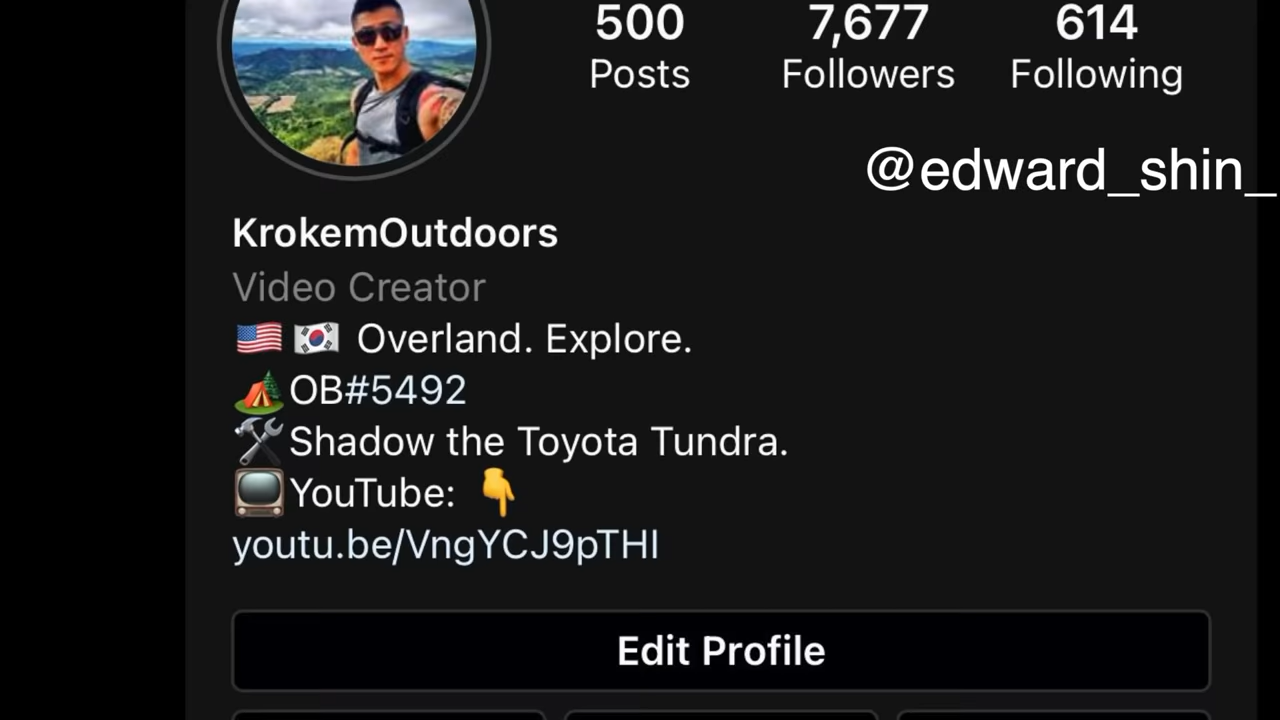 500 7,677 614
Posts Followers Following
@edward_shin_
KrokemOutdoors
Video Creator
🇺🇸 🇰🇷 Overland. Explore.
🏕️OB#5492
🛠️Shadow the Toyota Tundra.
📺YouTube: 👇
youtu.be/VngYCJ9pTHI
Edit Profile